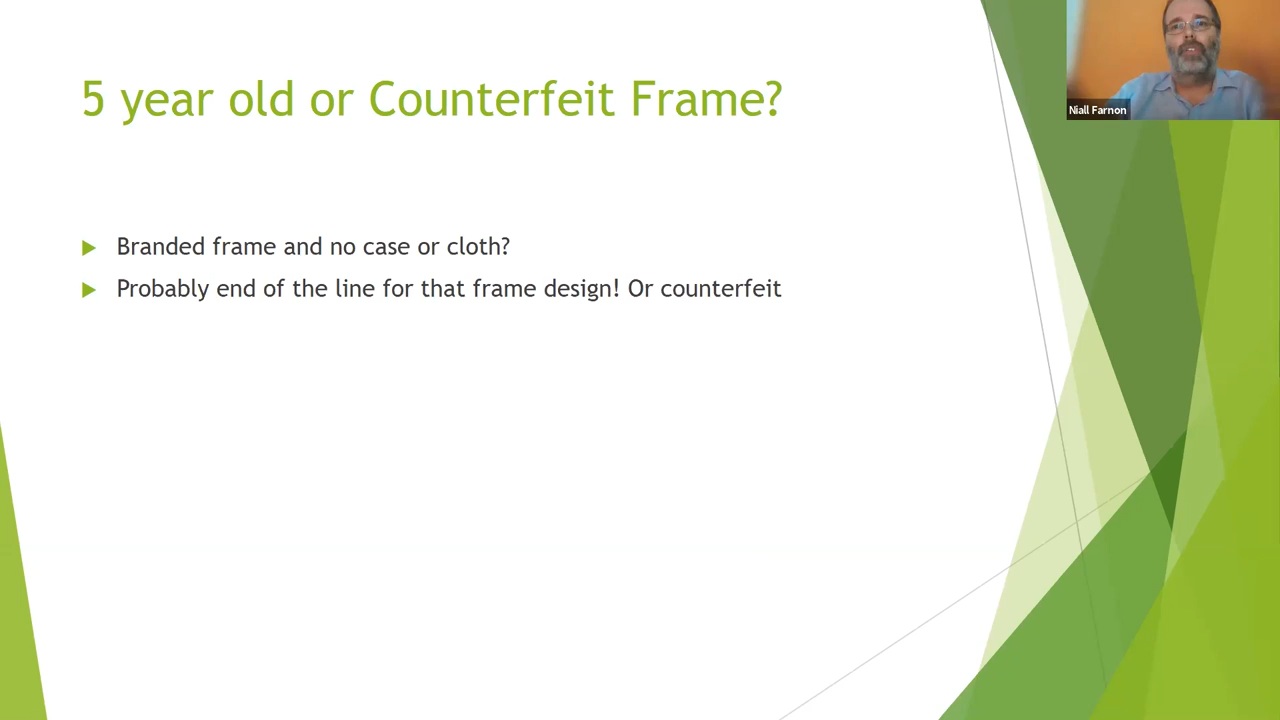 5 year old or Counterfeit Frame?
Niall Farnon
Branded frame and no case or cloth?
Probably end of the line for that frame design! Or counterfeit